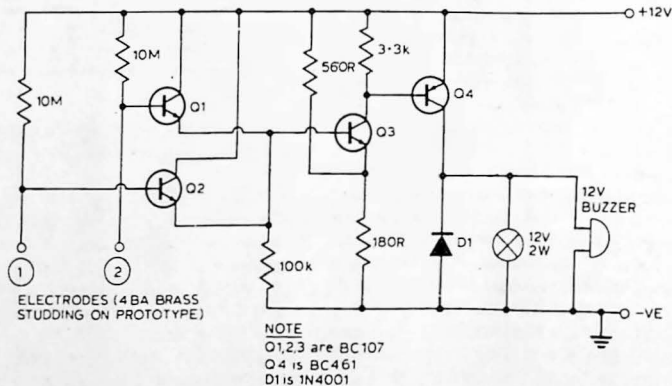 +12V
10M
10M
Q1
Q2
560R
3·3k
Q3
Q4
12V
BUZZER
1
2
100k
180R
D1
12V
2W
ELECTRODES (4BA BRASS
STUDDING ON PROTOTYPE)
-VE
NOTE
Q1,2,3 are BC107
Q4 is BC461
D1 is 1N4001